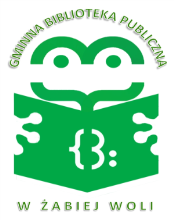 GMINNA BIBLIOTEKA PUBLICZNA
{B:
W ŻABIEJ WOLI